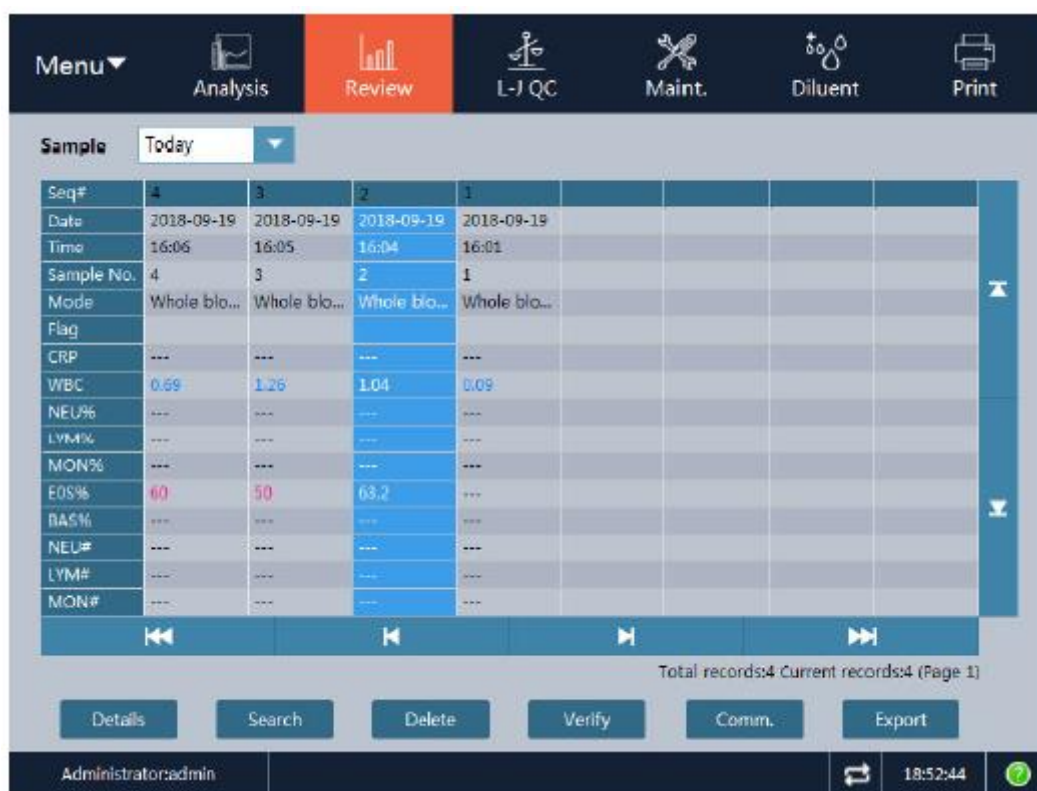 Menu▼ Analysis Review L-J QC Maint. Diluent Print
Sample Today
Seq# 4 3 2 1
Date 2018-09-19 2018-09-19 2018-09-19 2018-09-19
Time 16:06 16:05 16:04 16:01
Sample No. 4 3 2 1
Mode Whole blo... Whole blo... Whole blo... Whole blo...
Flag
CRP --- --- --- ---
WBC 0.69 1.26 1.04 0.09
NEU% --- --- --- ---
LYM% --- --- --- ---
MON% --- --- --- ---
EOS% 60 50 63.2 ---
BAS% --- --- --- ---
NEU# --- --- --- ---
LYM# --- --- --- ---
MON# --- --- --- ---
Total records:4 Current records:4 (Page 1)
Details Search Delete Verify Comm. Export
Administrator:admin 18:52:44 ?